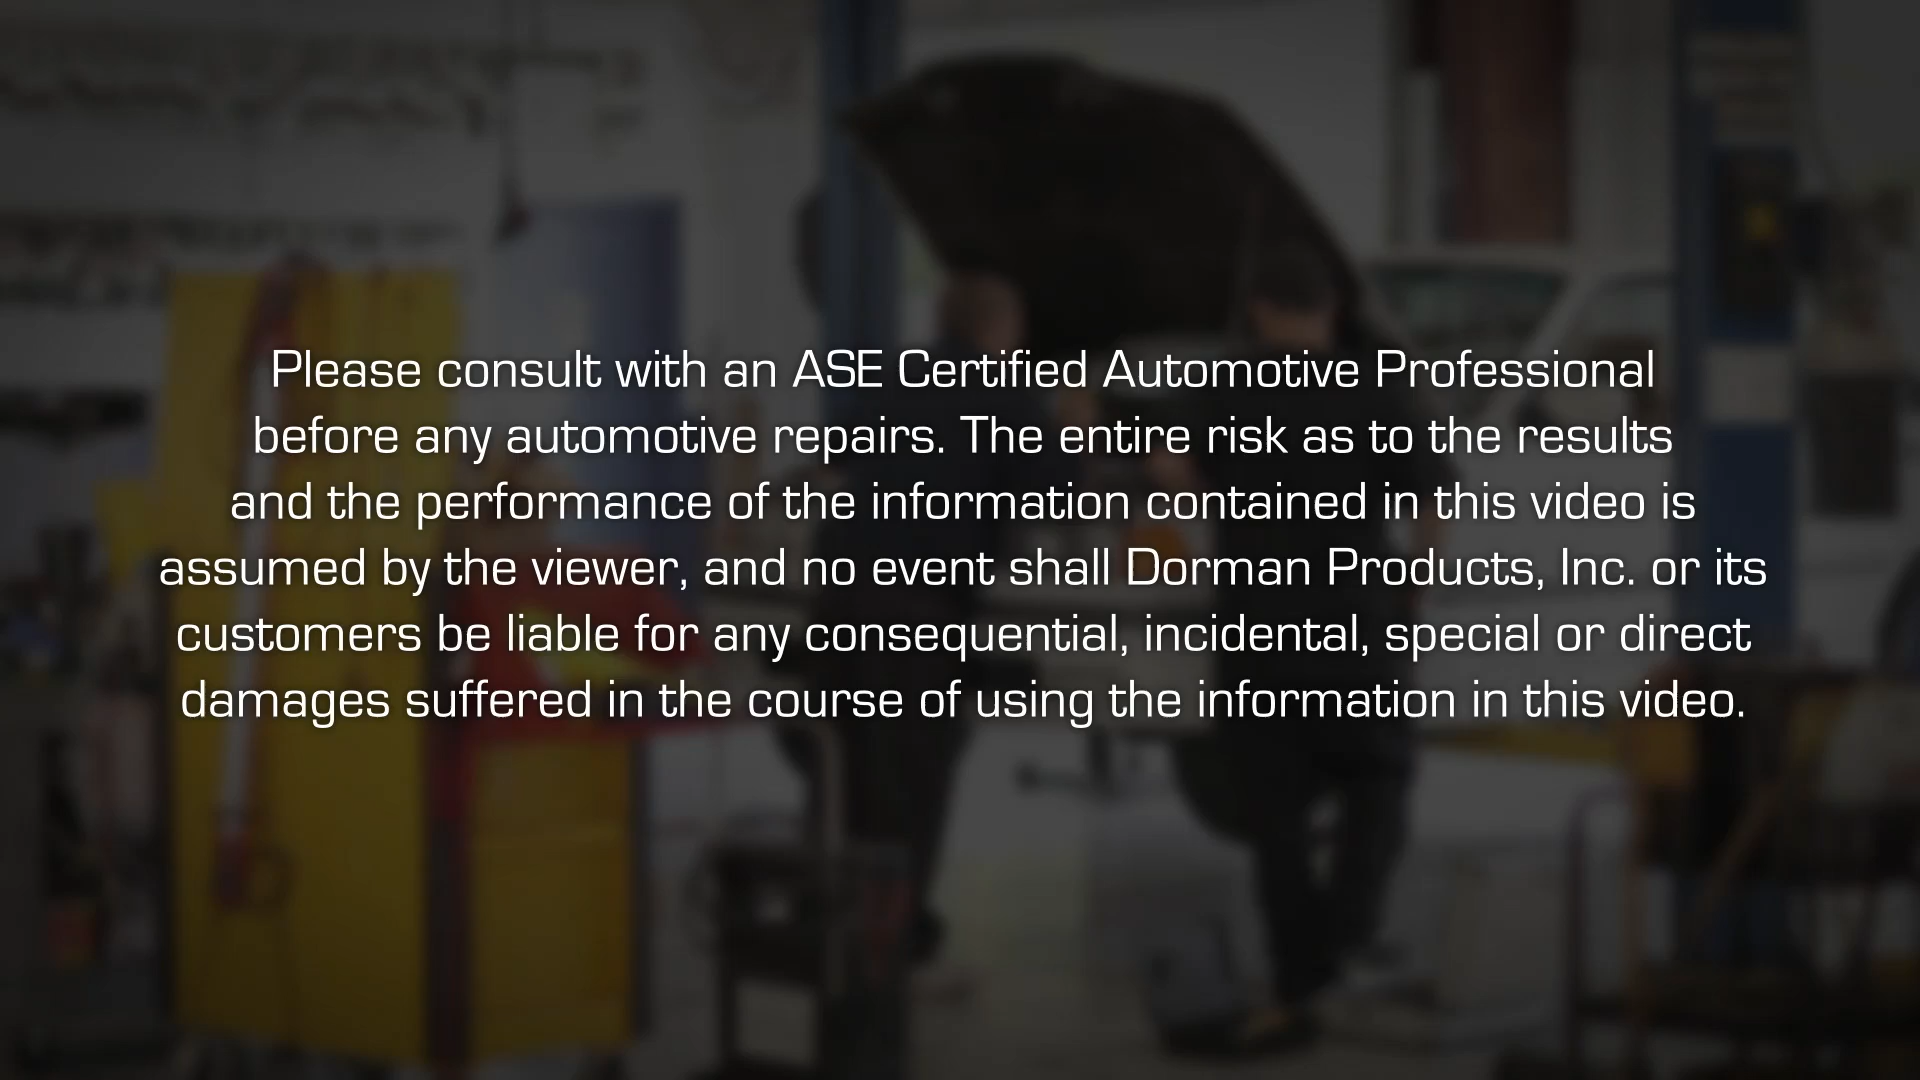 Please consult with an ASE Certified Automotive Professional
before any automotive repairs. The entire risk as to the results
and the performance of the information contained in this video is
assumed by the viewer, and no event shall Dorman Products, Inc. or its
customers be liable for any consequential, incidental, special or direct
damages suffered in the course of using the information in this video.